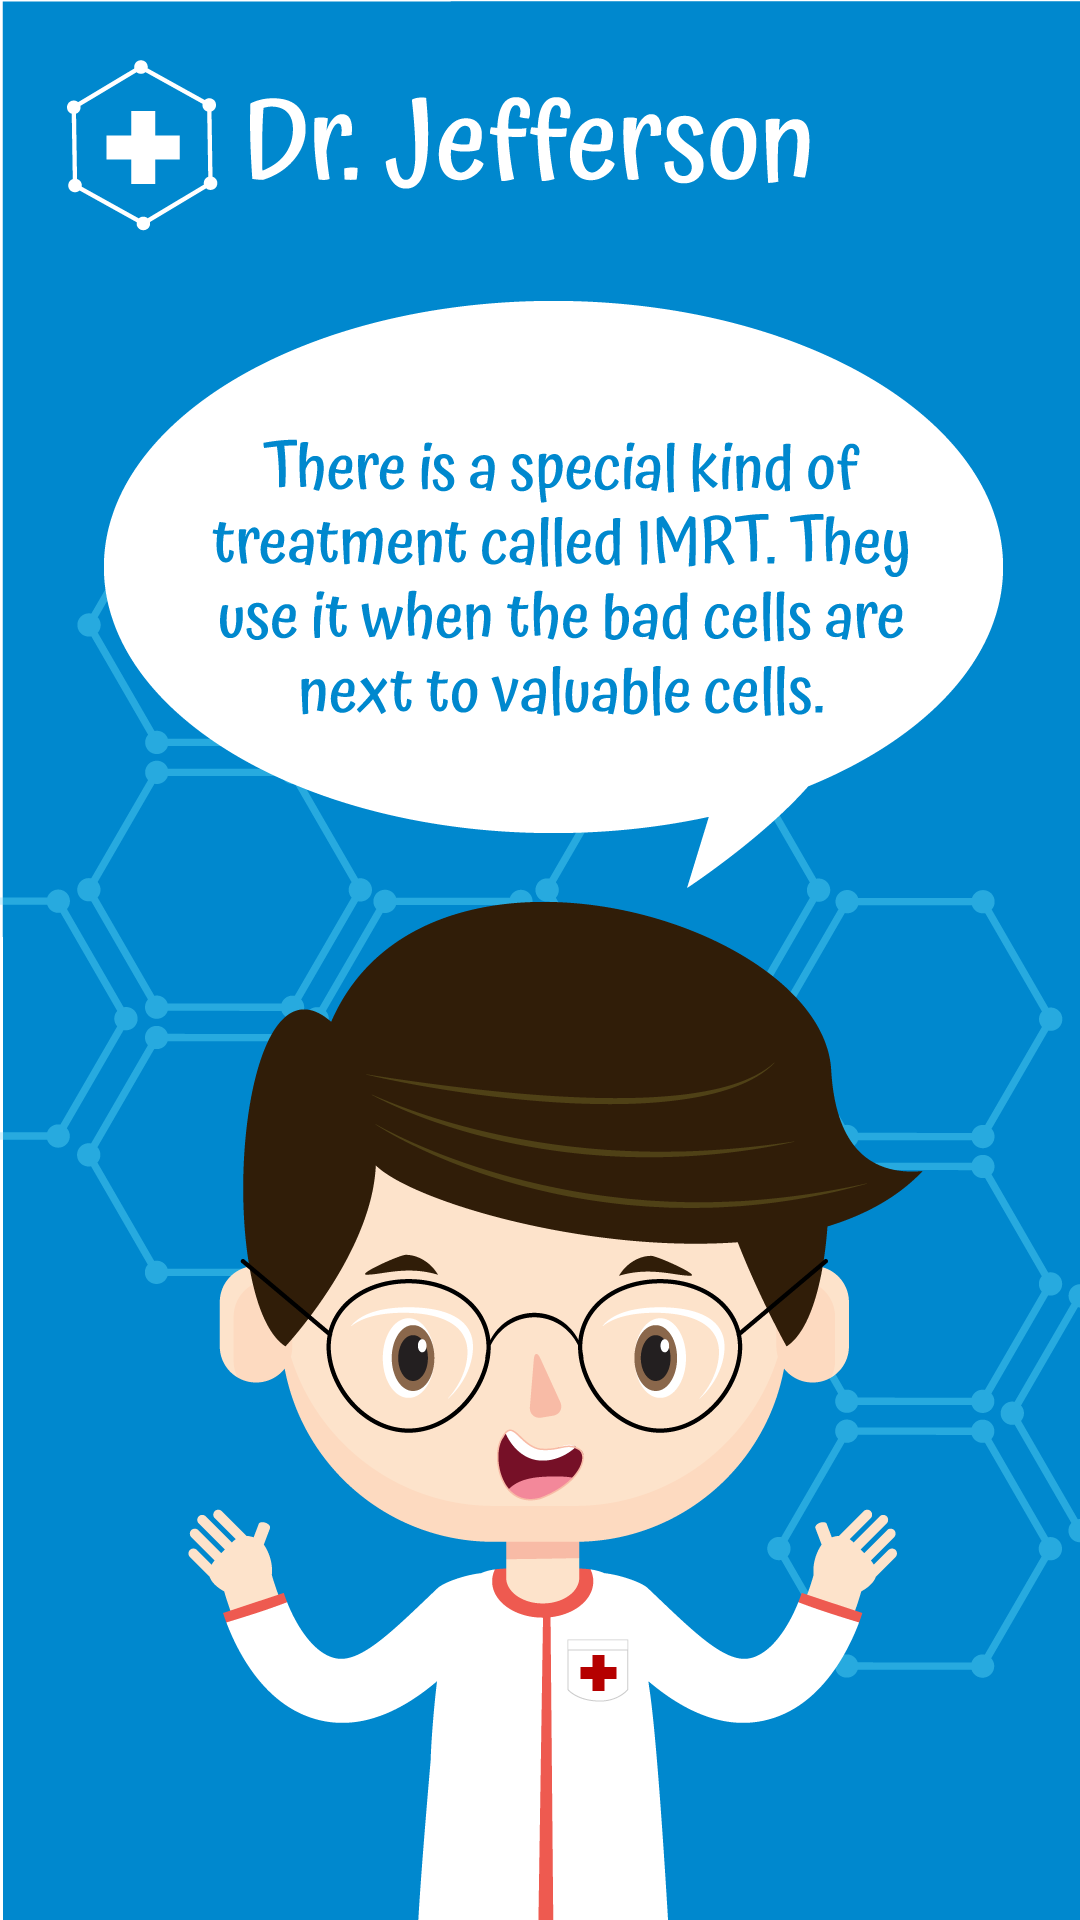 Dr. Jefferson
There is a special kind of
treatment called IMRT. They
use it when the bad cells are
next to valuable cells.